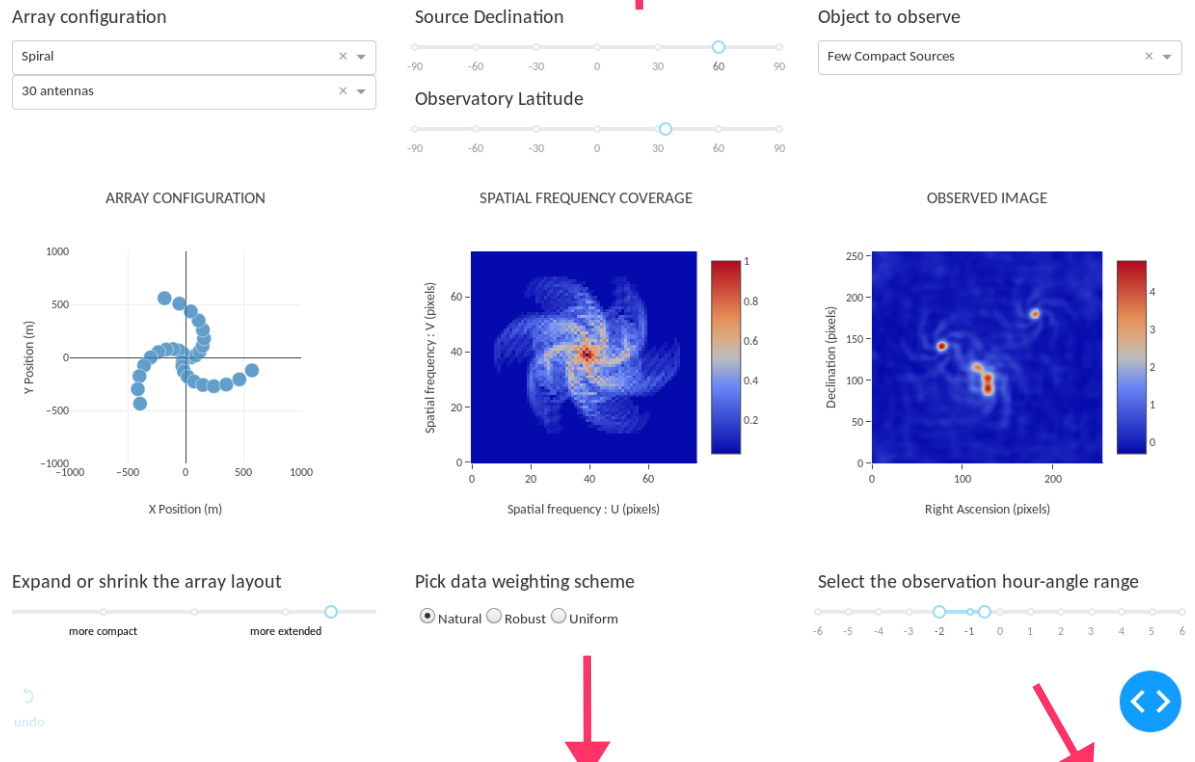 Array configuration
Source Declination
Object to observe
Spiral
30 antennas
Few Compact Sources
-90 -60 -30 0 30 60 90
Observatory Latitude
-90 -60 -30 0 30 60 90
ARRAY CONFIGURATION
SPATIAL FREQUENCY COVERAGE
OBSERVED IMAGE
1000
500
0
−500
−1000
Y Position (m)
−1000 −500 0 500 1000
X Position (m)
60
40
20
0
Spatial frequency : V (pixels)
0 20 40 60
Spatial frequency : U (pixels)
1
0.8
0.6
0.4
0.2
250
200
150
100
50
0
Declination (pixels)
0 100 200
Right Ascension (pixels)
4
3
2
1
0
Expand or shrink the array layout
more compact more extended
Pick data weighting scheme
Natural Robust Uniform
Select the observation hour-angle range
-6 -5 -4 -3 -2 -1 0 1 2 3 4 5 6
undo